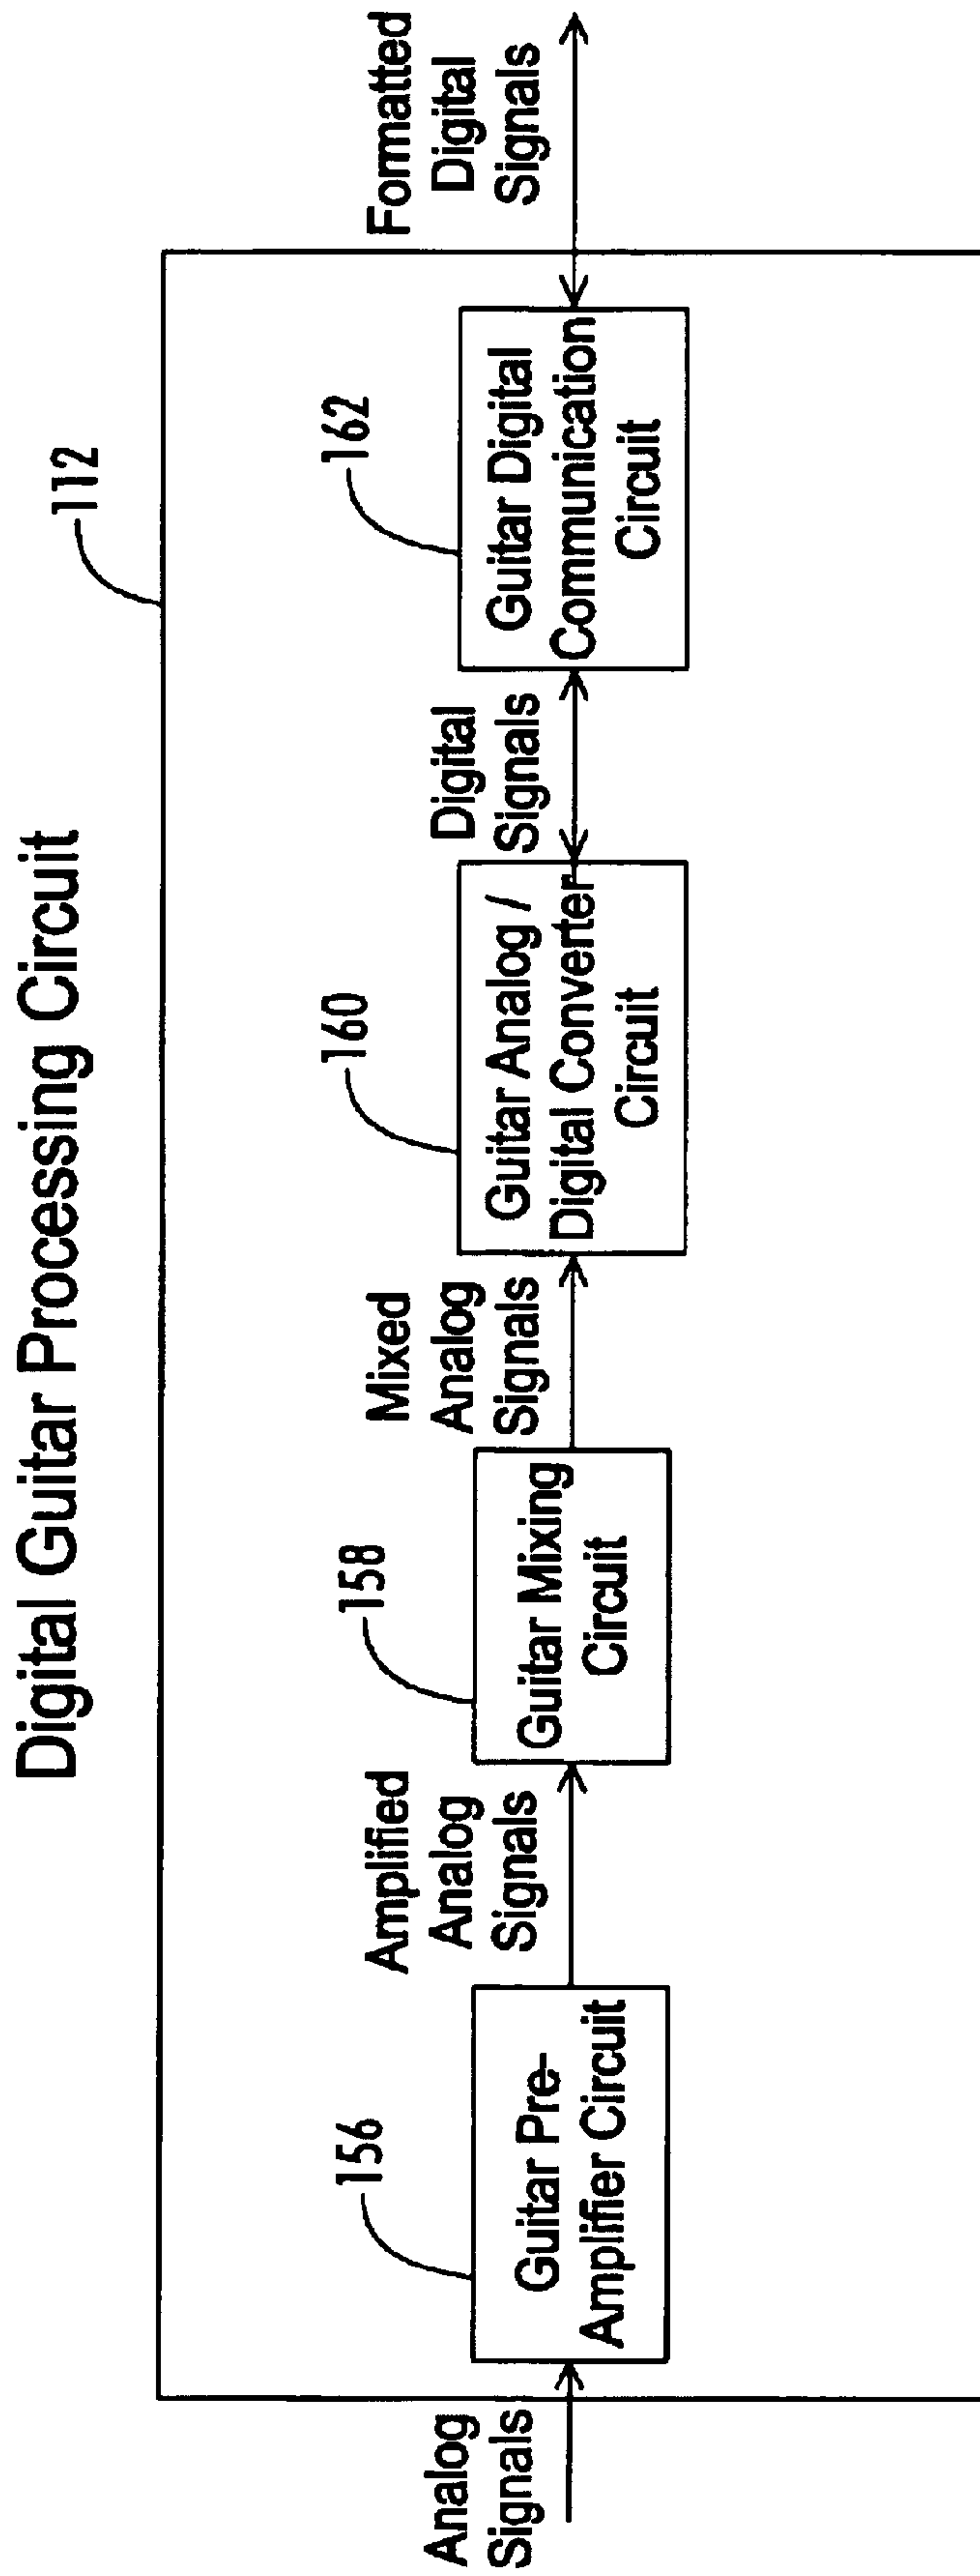 Digital Guitar Processing Circuit
112
Analog
Signals
156
Guitar Pre-
Amplifier Circuit
Amplified
Analog
Signals
158
Guitar Mixing
Circuit
Mixed
Analog
Signals
160
Guitar Analog /
Digital Converter
Circuit
Digital
Signals
162
Guitar Digital
Communication
Circuit
Formatted
Digital
Signals